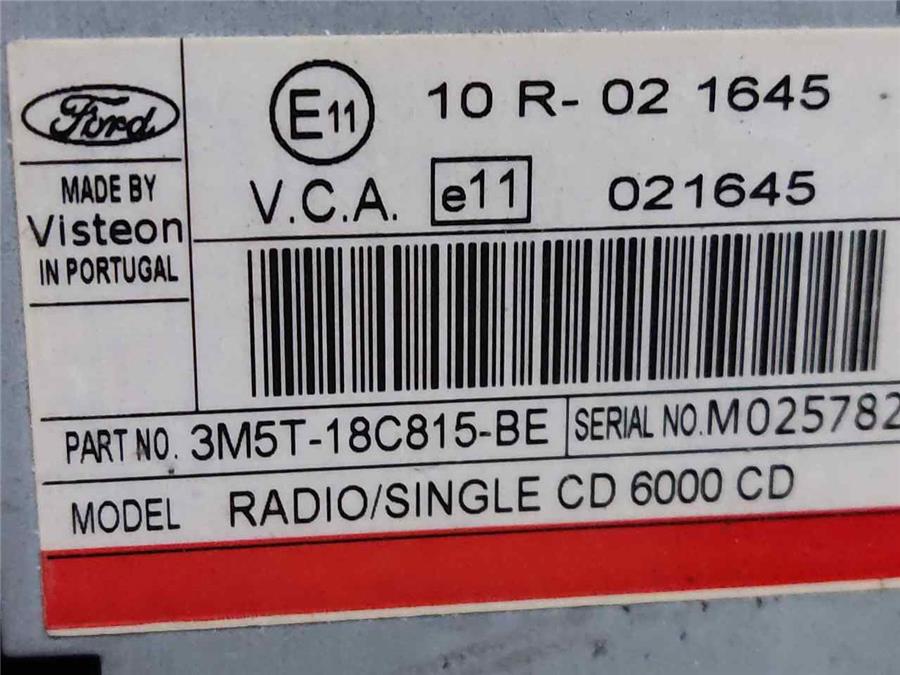 Ford
MADE BY
Visteon
IN PORTUGAL
E11 10 R- 02 1645
V.C.A. e11 021645
PART NO. 3M5T-18C815-BE SERIAL NO. M025782
MODEL RADIO/SINGLE CD 6000 CD